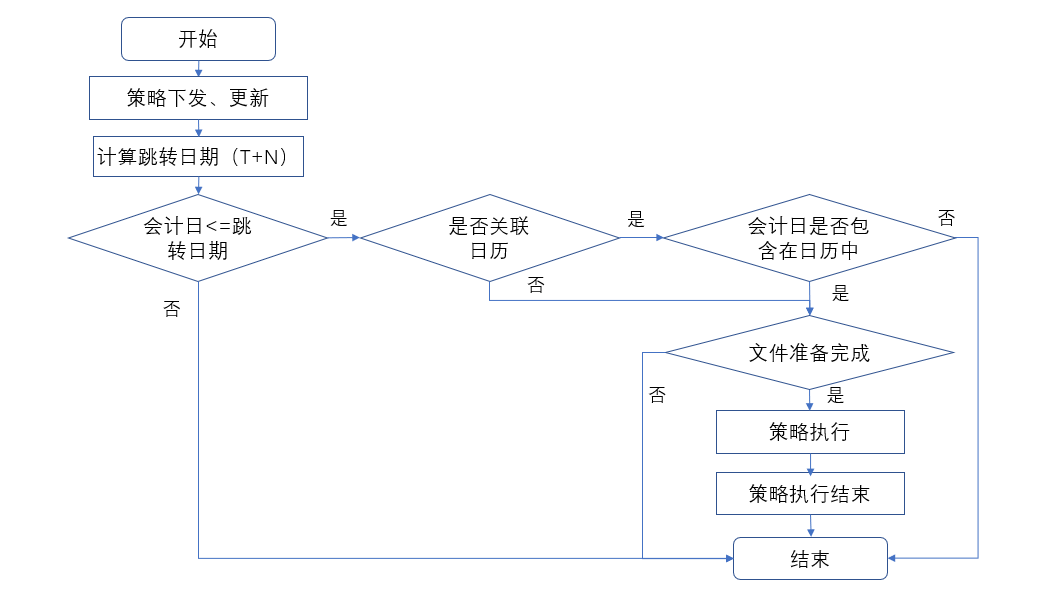 开始
策略下发、更新
计算跳转日期（T+N）
会计日<=跳
转日期
是
是否关联
日历
是
会计日是否包
含在日历中
否
否
否
是
文件准备完成
否
是
策略执行
策略执行结束
结束